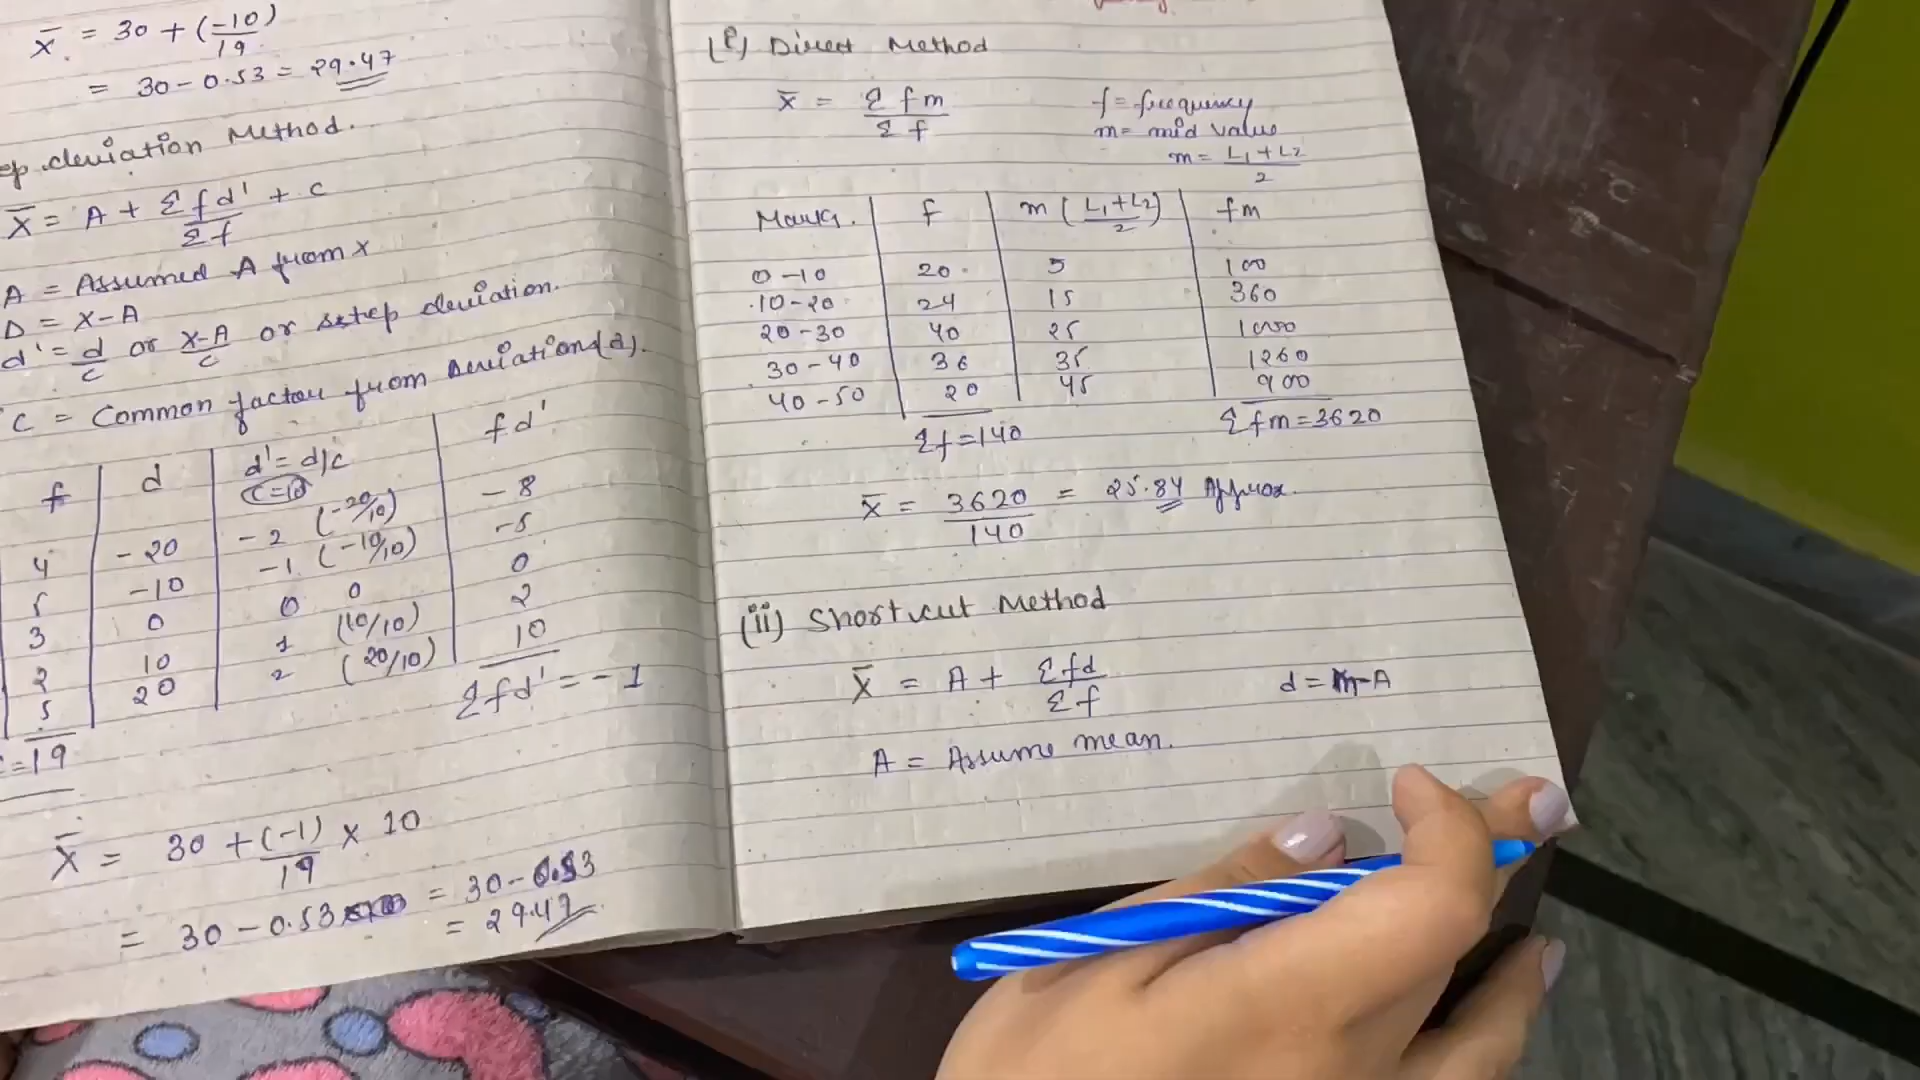 x̄ = 30 + (-10)/19
= 30 - 0.53 = 29.47
ep deviation Method.
x̄ = A + Σfd'/Σf + c
A = Assumed A from x
D = x-A
d' = d/c or x-A/c or sstep deviation.
C = Common factor from Deviation(d).
f | d | d' = d/c | fd'
C=10
4 | -20 | -2 (-20/10) | -8
5 | -10 | -1 (-10/10) | -5
3 | 0 | 0 0 | 0
2 | 10 | 1 (10/10) | 2
5 | 20 | 2 (20/10) | 10
=19 Σfd' = -1
x̄ = 30 + (-1)/19 × 10
= 30 - 0.53 = 30 - 0.53
= 29.47
(i) Direct Method
x̄ = Σfm/Σf
f = frequency
m = mid value
m = L1+L2/2
Marks. | f | m (L1+L2/2) | fm
0-10 | 20 | 5 | 100
10-20 | 24 | 15 | 360
20-30 | 40 | 25 | 1000
30-40 | 36 | 35 | 1260
40-50 | 20 | 45 | 900
Σf = 140 Σfm = 3620
x̄ = 3620/140 = 25.84 Approx.
(ii) Shortcut Method
x̄ = A + Σfd/Σf d = m-A
A = Assume mean.